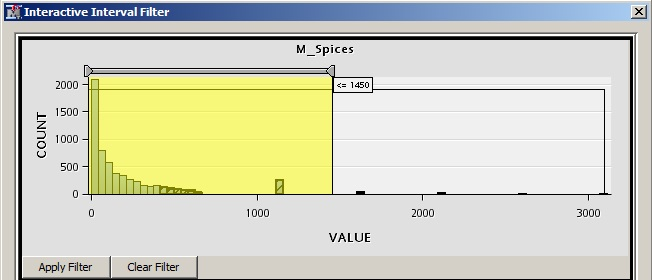 Interactive Interval Filter
M_Spices
<= 1450
2000
1500
1000
500
0
COUNT
0 1000 2000 3000
VALUE
Apply Filter Clear Filter